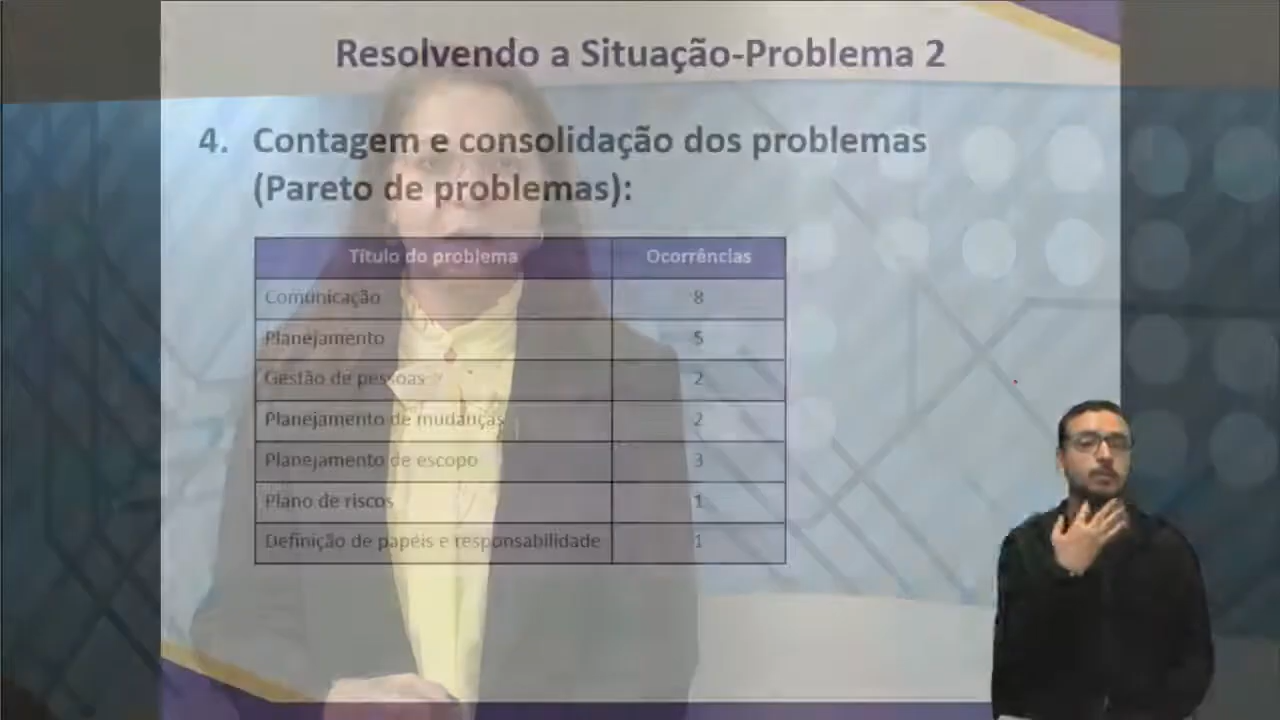 Resolvendo a Situação-Problema 2
4. Contagem e consolidação dos problemas
(Pareto de problemas):
Título do problema Ocorrências
Comunicação 8
Planejamento 5
Gestão de pessoas 2
Planejamento de mudanças 2
Planejamento de escopo 3
Plano de riscos 1
Definição de papéis e responsabilidade 1